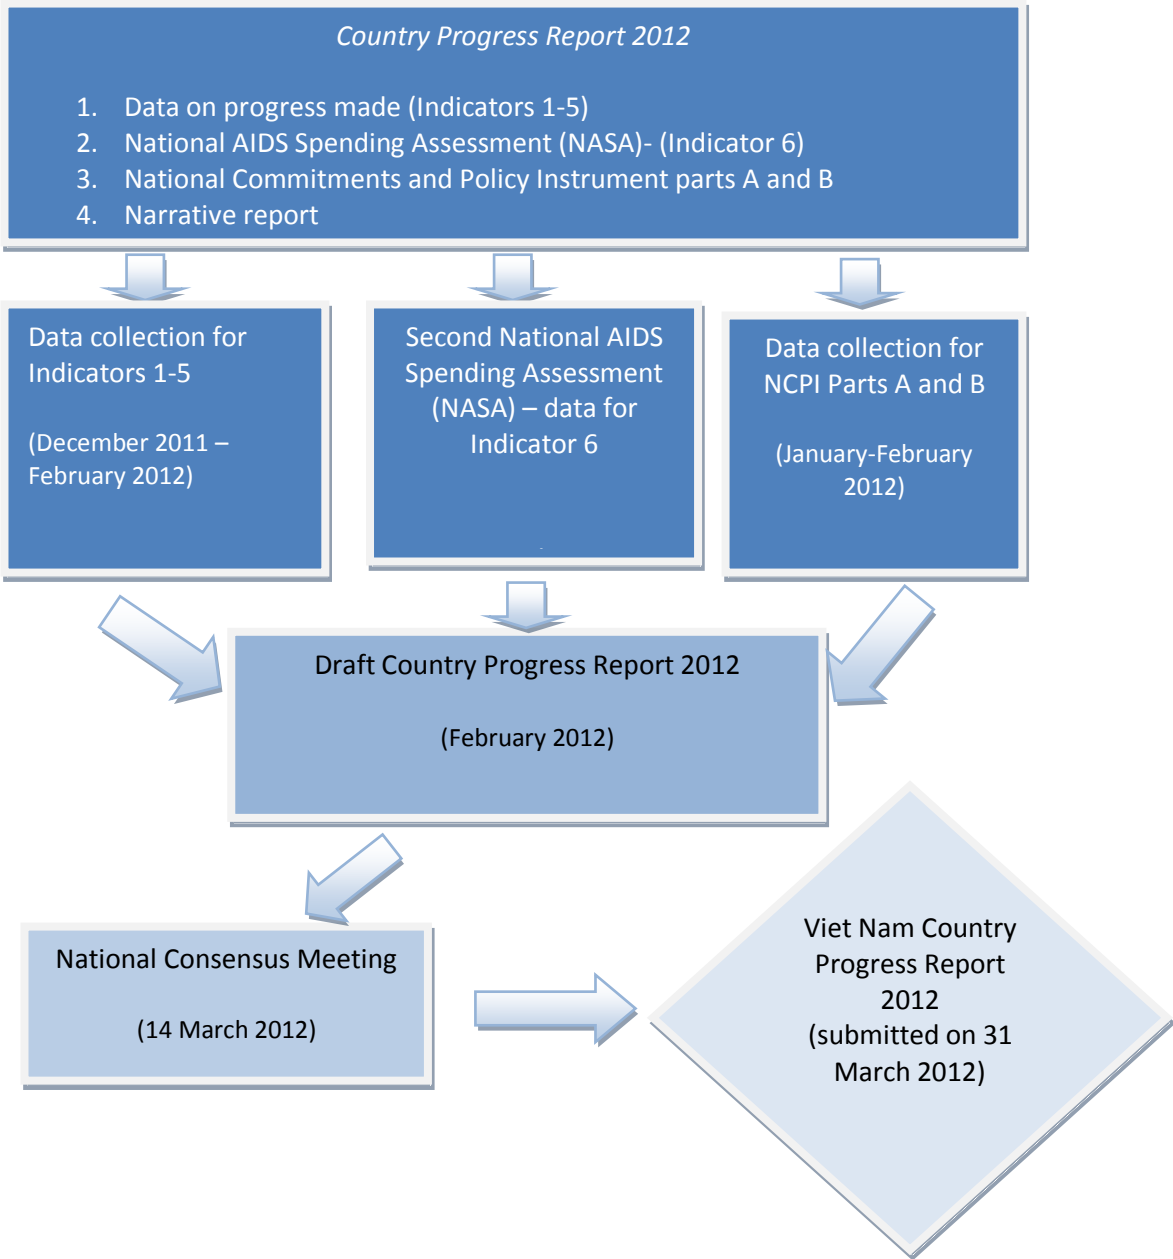 Country Progress Report 2012
1. Data on progress made (Indicators 1-5)
2. National AIDS Spending Assessment (NASA)- (Indicator 6)
3. National Commitments and Policy Instrument parts A and B
4. Narrative report
Data collection for
Indicators 1-5
(December 2011 –
February 2012)
Second National AIDS
Spending Assessment
(NASA) – data for
Indicator 6
Data collection for
NCPI Parts A and B
(January-February
2012)
Draft Country Progress Report 2012
(February 2012)
National Consensus Meeting
(14 March 2012)
Viet Nam Country
Progress Report
2012
(submitted on 31
March 2012)